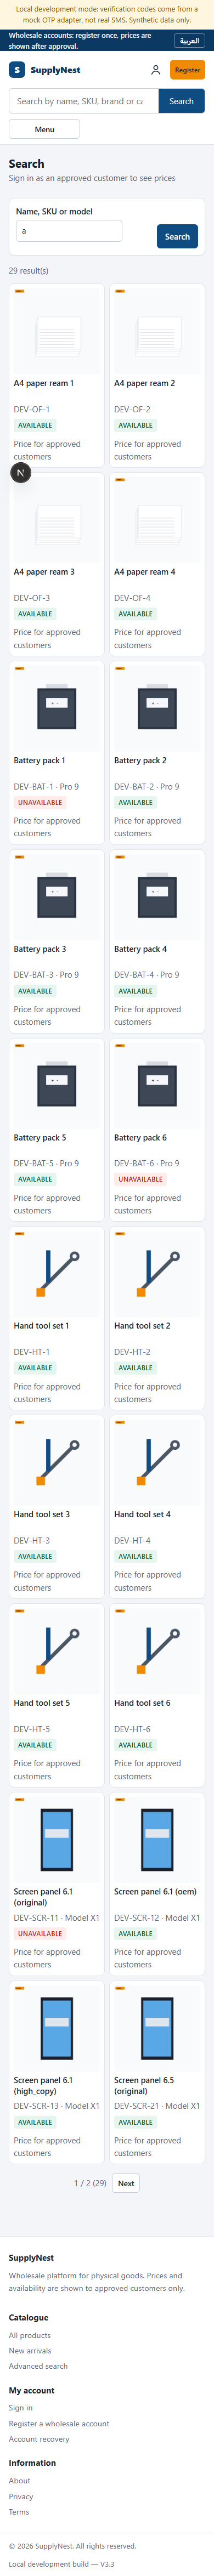 Local development mode: verification codes come from a
mock OTP adapter, not real SMS. Synthetic data only.
Wholesale accounts: register once, prices are
shown after approval.
العربية
S SupplyNest
Register
Search by name, SKU, brand or ca
Search
Menu
Search
Sign in as an approved customer to see prices
Name, SKU or model
a
Search
29 result(s)
A4 paper ream 1
DEV-OF-1
AVAILABLE
Price for approved
customers
A4 paper ream 2
DEV-OF-2
AVAILABLE
Price for approved
customers
N
A4 paper ream 3
DEV-OF-3
AVAILABLE
Price for approved
customers
A4 paper ream 4
DEV-OF-4
AVAILABLE
Price for approved
customers
Battery pack 1
DEV-BAT-1 · Pro 9
UNAVAILABLE
Price for approved
customers
Battery pack 2
DEV-BAT-2 · Pro 9
AVAILABLE
Price for approved
customers
Battery pack 3
DEV-BAT-3 · Pro 9
AVAILABLE
Price for approved
customers
Battery pack 4
DEV-BAT-4 · Pro 9
AVAILABLE
Price for approved
customers
Battery pack 5
DEV-BAT-5 · Pro 9
AVAILABLE
Price for approved
customers
Battery pack 6
DEV-BAT-6 · Pro 9
UNAVAILABLE
Price for approved
customers
Hand tool set 1
DEV-HT-1
AVAILABLE
Price for approved
customers
Hand tool set 2
DEV-HT-2
AVAILABLE
Price for approved
customers
Hand tool set 3
DEV-HT-3
AVAILABLE
Price for approved
customers
Hand tool set 4
DEV-HT-4
AVAILABLE
Price for approved
customers
Hand tool set 5
DEV-HT-5
AVAILABLE
Price for approved
customers
Hand tool set 6
DEV-HT-6
AVAILABLE
Price for approved
customers
Screen panel 6.1
(original)
DEV-SCR-11 · Model X1
UNAVAILABLE
Price for approved
customers
Screen panel 6.1 (oem)
DEV-SCR-12 · Model X1
AVAILABLE
Price for approved
customers
Screen panel 6.1
(high_copy)
DEV-SCR-13 · Model X1
AVAILABLE
Price for approved
customers
Screen panel 6.5
(original)
DEV-SCR-21 · Model X1
AVAILABLE
Price for approved
customers
1 / 2 (29) Next
SupplyNest
Wholesale platform for physical goods. Prices and
availability are shown to approved customers only.
Catalogue
All products
New arrivals
Advanced search
My account
Sign in
Register a wholesale account
Account recovery
Information
About
Privacy
Terms
© 2026 SupplyNest. All rights reserved.
Local development build — V3.3